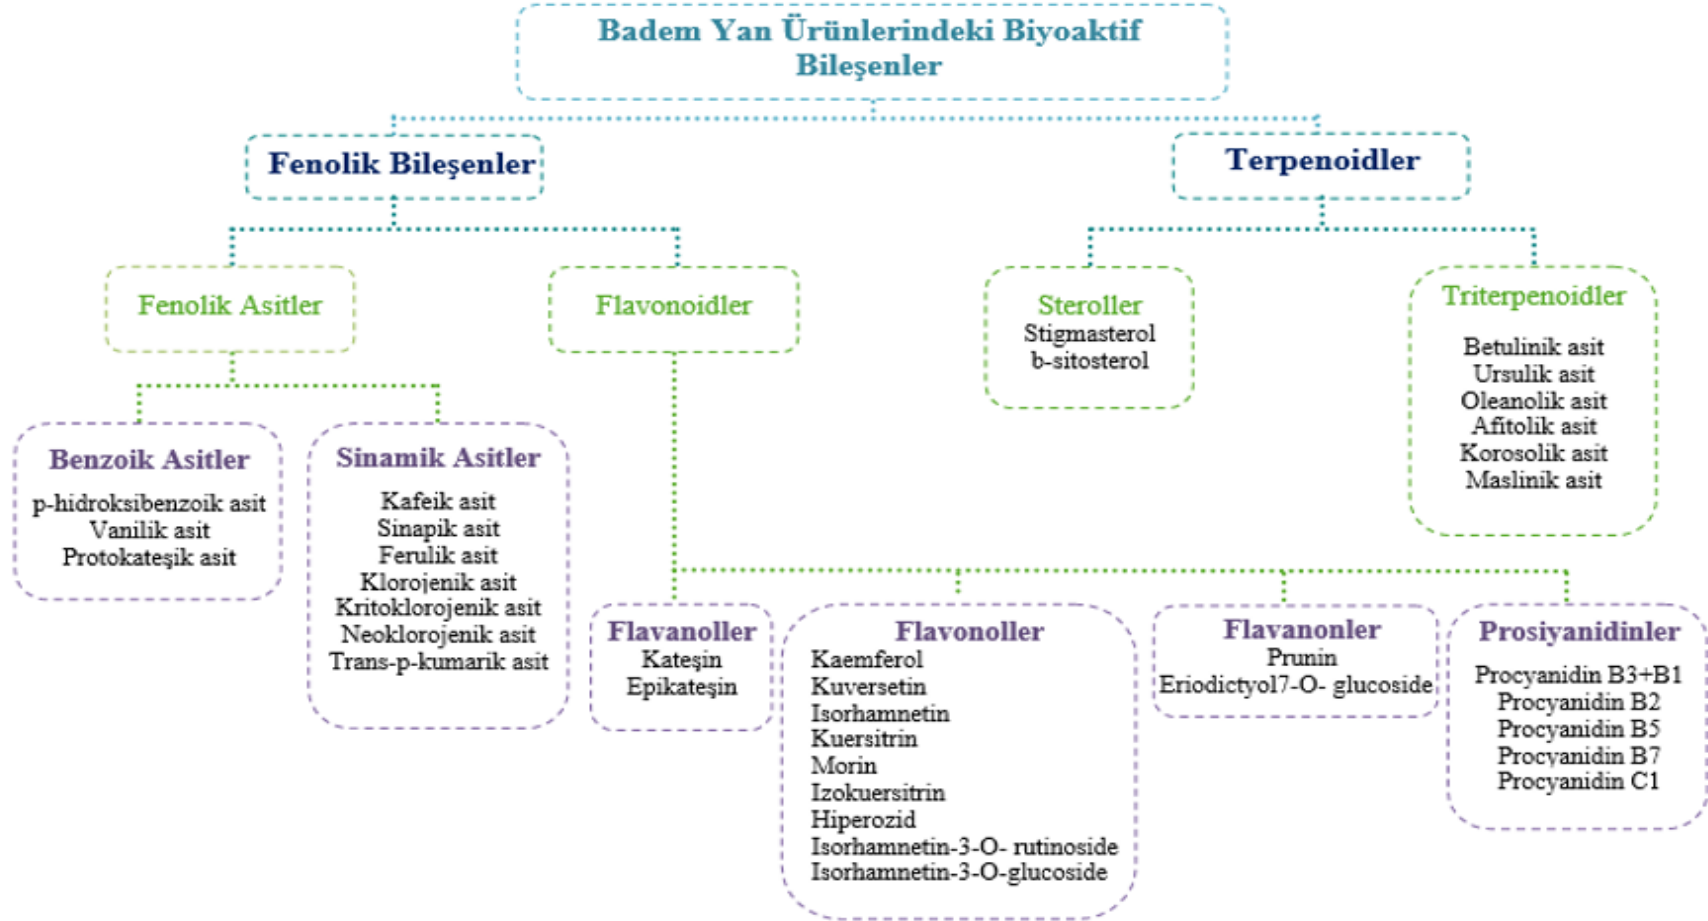 Badem Yan Ürünlerindeki Biyoaktif
Bileşenler
Fenolik Bileşenler
Terpenoidler
Fenolik Asitler
Flavonoidler
Steroller
Stigmasterol
b-sitosterol
Triterpenoidler
Betulinik asit
Ursulik asit
Oleanolik asit
Afitolik asit
Korosolik asit
Maslinik asit
Benzoik Asitler
p-hidroksibenzoik asit
Vanilik asit
Protokateşik asit
Sinamik Asitler
Kafeik asit
Sinapik asit
Ferulik asit
Klorojenik asit
Kritoklorojenik asit
Neoklorojenik asit
Trans-p-kumarik asit
Flavanoller
Kateşin
Epikateşin
Flavonoller
Kaemferol
Kuversetin
Isorhamnetin
Kuersitrin
Morin
Izokuersitrin
Hiperozid
Isorhamnetin-3-O- rutinoside
Isorhamnetin-3-O-glucoside
Flavanonler
Prunin
Eriodictyol7-O- glucoside
Prosiyanidinler
Procyanidin B3+B1
Procyanidin B2
Procyanidin B5
Procyanidin B7
Procyanidin C1